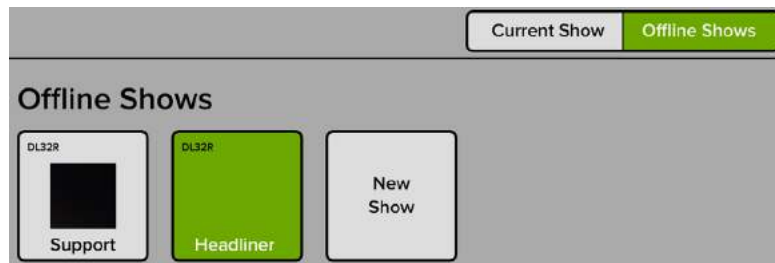 Current Show
Offline Shows
Offline Shows
DL32R
Support
DL32R
Headliner
New
Show